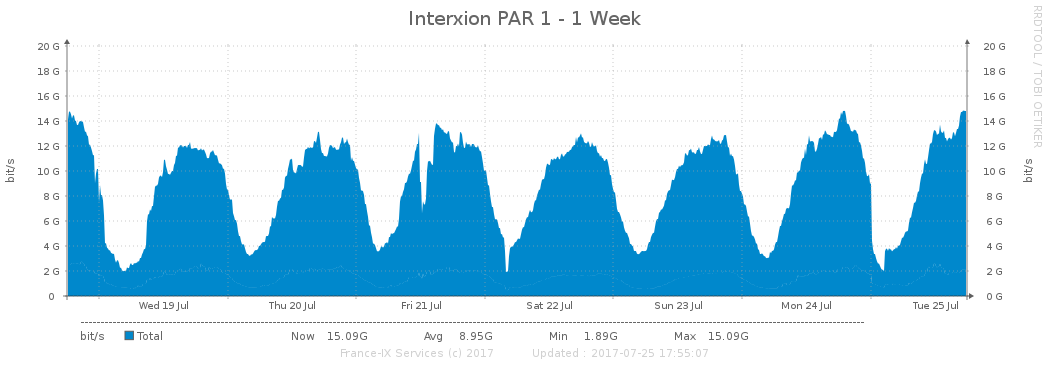 Interxion PAR 1 - 1 Week
RRDTOOL / TOBI OETIKER
20 G 20 G
18 G 18 G
16 G 16 G
14 G 14 G
12 G 12 G
10 G 10 G
8 G 8 G
6 G 6 G
4 G 4 G
2 G 2 G
0 0 G
bit/s bit/s
Wed 19 Jul Thu 20 Jul Fri 21 Jul Sat 22 Jul Sun 23 Jul Mon 24 Jul Tue 25 Jul
bit/s Total Now 15.09G Avg 8.95G Min 1.89G Max 15.09G
France-IX Services (c) 2017 Updated : 2017-07-25 17:55:07